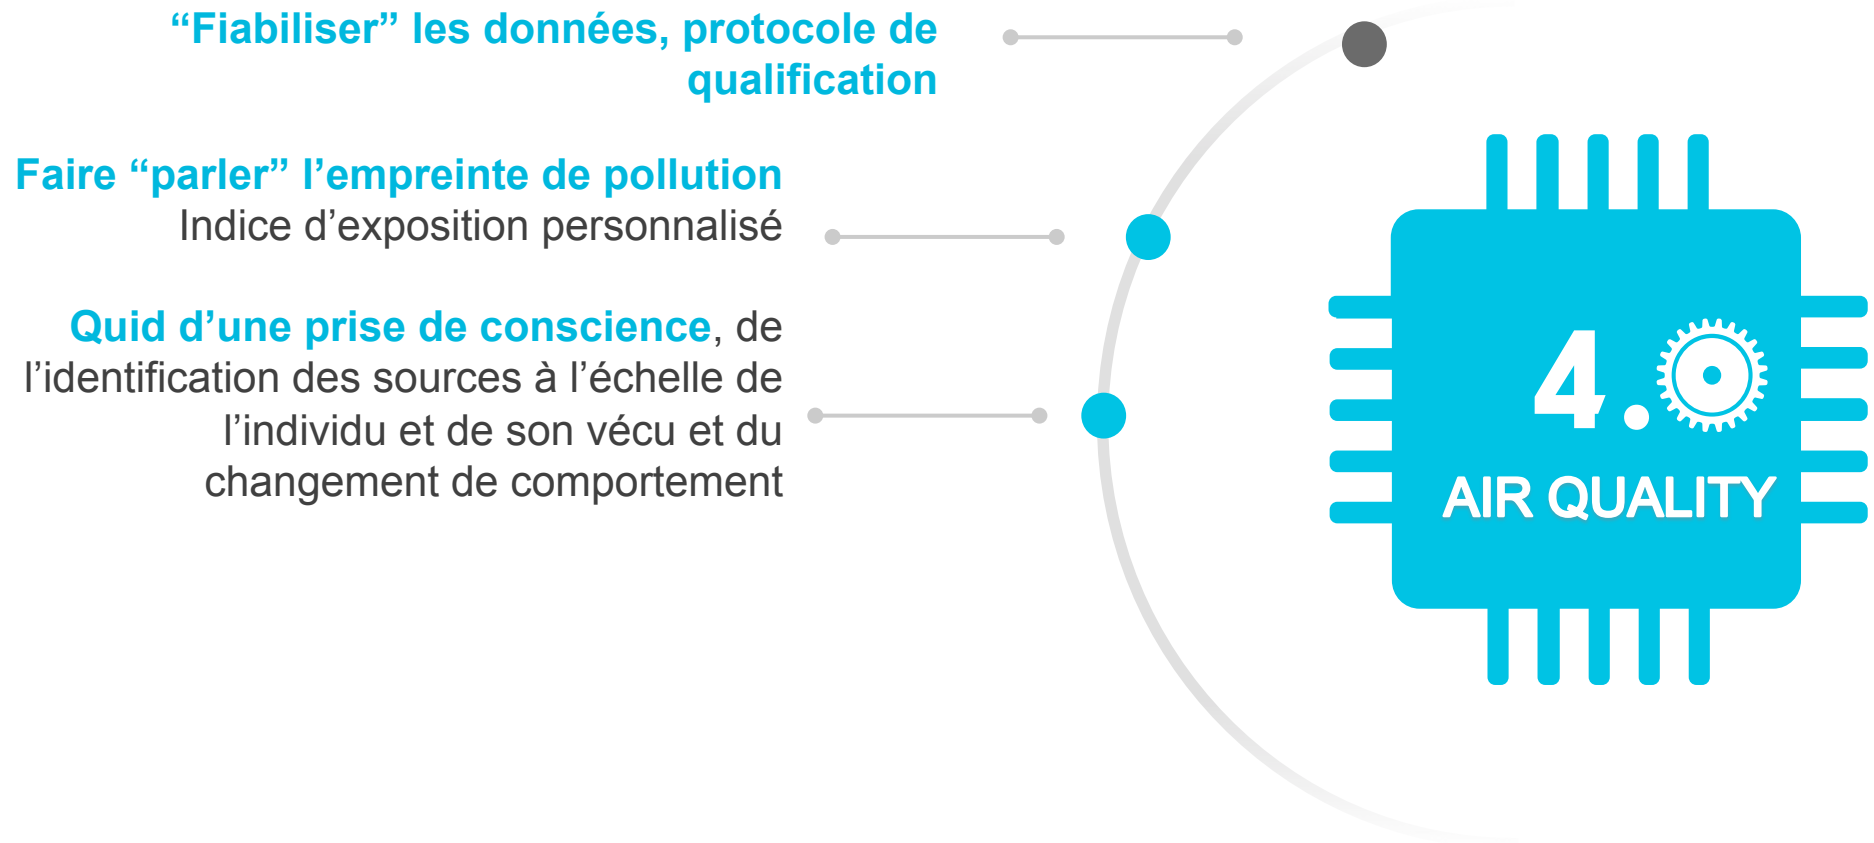 “Fiabiliser” les données, protocole de
qualification
Faire “parler” l’empreinte de pollution
Indice d’exposition personnalisé
Quid d’une prise de conscience, de
l’identification des sources à l’échelle de
l’individu et de son vécu et du
changement de comportement
4.0
AIR QUALITY